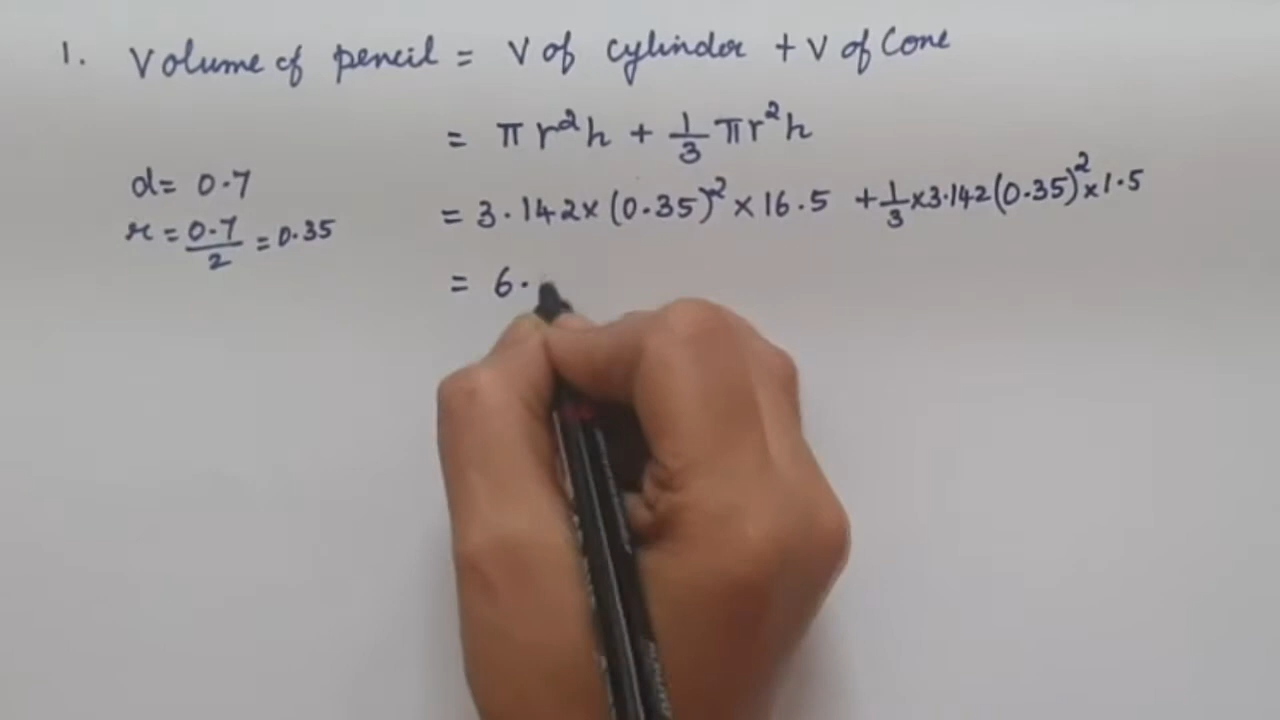 1. Volume of pencil = V of cylinder + V of Cone
= πr²h + 1/3 πr²h
d = 0.7
r = 0.7/2 = 0.35
= 3.142 × (0.35)² × 16.5 + 1/3 × 3.142 (0.35)² × 1.5
= 6.